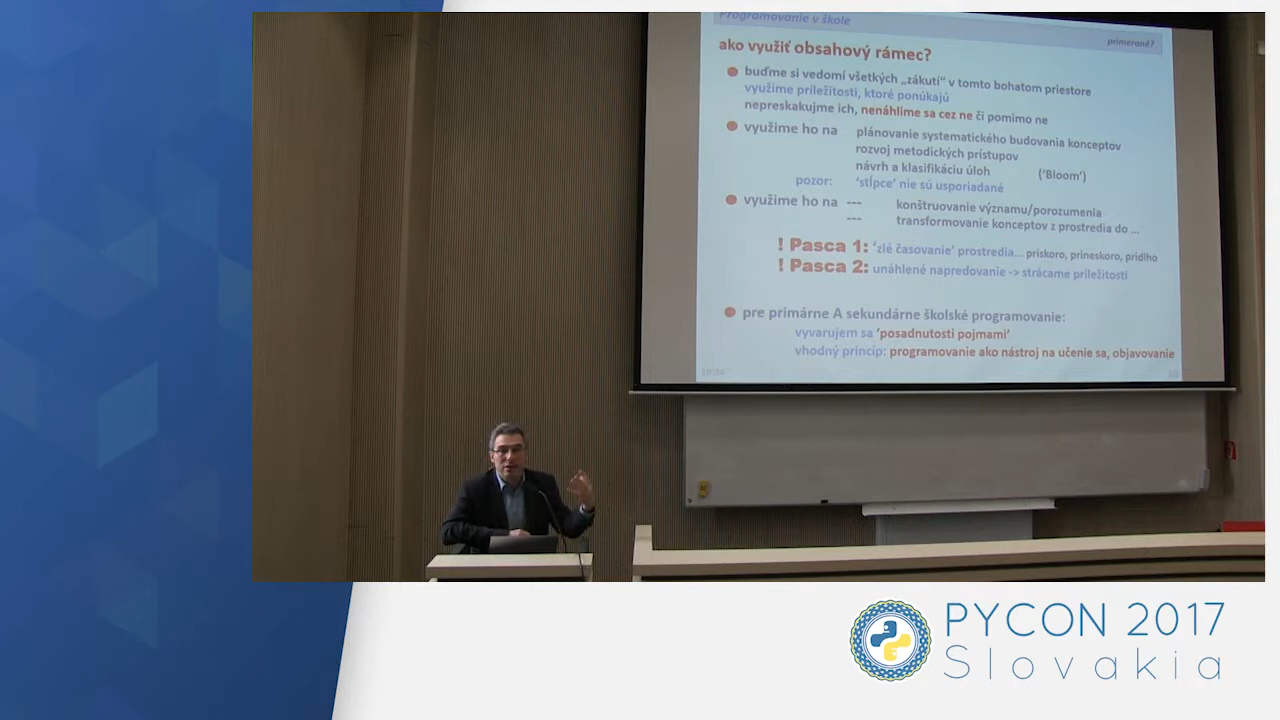 Programovanie v škole
primerané?
ako využiť obsahový rámec?
buďme si vedomí všetkých „zákutí“ v tomto bohatom priestore
využime príležitosti, ktoré ponúkajú
nepreskakujme ich, nenáhlime sa cez ne či pomimo ne
využime ho na plánovanie systematického budovania konceptov
rozvoj metodických prístupov
návrh a klasifikáciu úloh ('Bloom')
pozor: 'stĺpce' nie sú usporiadané
využime ho na --- konštruovanie významu/porozumenia
--- transformovanie konceptov z prostredia do ...
! Pasca 1: 'zlé časovanie' prostredia... priskoro, prineskoro, pridlho
! Pasca 2: unáhlené napredovanie -> strácame príležitosti
pre primárne A sekundárne školské programovanie:
vyvarujem sa 'posadnutosti pojmami'
vhodný princíp: programovanie ako nástroj na učenie sa, objavovanie
PYCON 2017
Slovakia